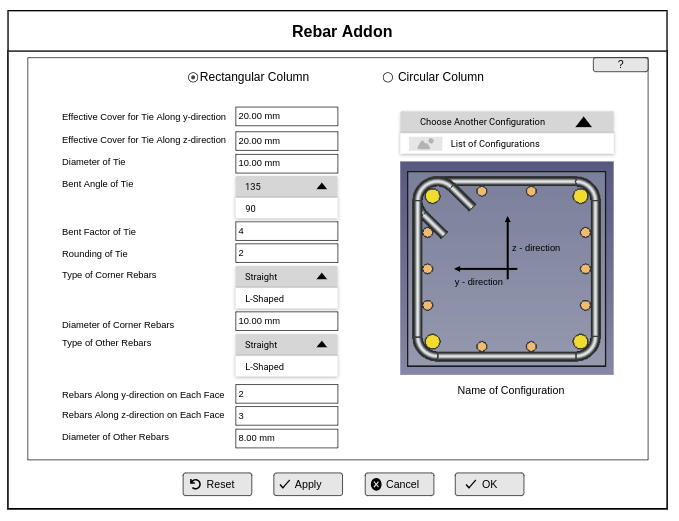 Rebar Addon
?
Rectangular Column
Circular Column
Effective Cover for Tie Along y-direction 20.00 mm
Effective Cover for Tie Along z-direction 20.00 mm
Diameter of Tie 10.00 mm
Bent Angle of Tie 135
90
Bent Factor of Tie 4
Rounding of Tie 2
Type of Corner Rebars Straight
L-Shaped
Diameter of Corner Rebars 10.00 mm
Type of Other Rebars Straight
L-Shaped
Rebars Along y-direction on Each Face 2
Rebars Along z-direction on Each Face 3
Diameter of Other Rebars 8.00 mm
Choose Another Configuration
List of Configurations
z - direction
y - direction
Name of Configuration
Reset
Apply
Cancel
OK